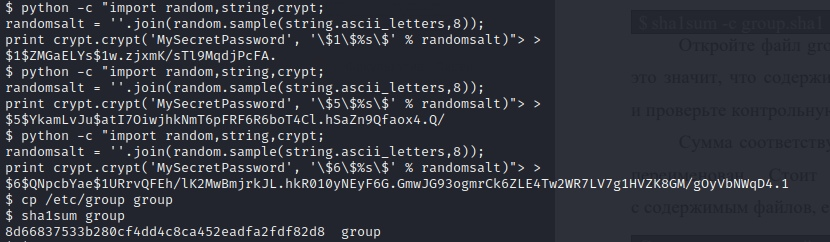 $ python -c "import random,string,crypt;
randomsalt = ''.join(random.sample(string.ascii_letters,8));
print crypt.crypt('MySecretPassword', '\$1\$%s\$' % randomsalt)"> >
$1$ZMGaELYs$1w.zjxmK/sTl9MqdjPcFA.
$ python -c "import random,string,crypt;
randomsalt = ''.join(random.sample(string.ascii_letters,8));
print crypt.crypt('MySecretPassword', '\$5\$%s\$' % randomsalt)"> >
$5$YkamLvJu$atI7OiwjhkNmT6pFRF6R6boT4Cl.hSaZn9Qfaox4.Q/
$ python -c "import random,string,crypt;
randomsalt = ''.join(random.sample(string.ascii_letters,8));
print crypt.crypt('MySecretPassword', '\$6\$%s\$' % randomsalt)"> >
$6$QNpcbYae$1URrvQFEh/lK2MwBmjrkJL.hkR010yNEyF6G.GmwJG93ogmrCk6ZLE4Tw2WR7LV7g1HVZK8GM/gOyVbNWqD4.1
$ cp /etc/group group
$ sha1sum group
8d66837533b280cf4dd4c8ca452eadfa2fdf82d8  group
$ sha1sum -c group.sha1
Откройте файл
это значит, что
и проверьте
Сумма
с содержимым файлов,